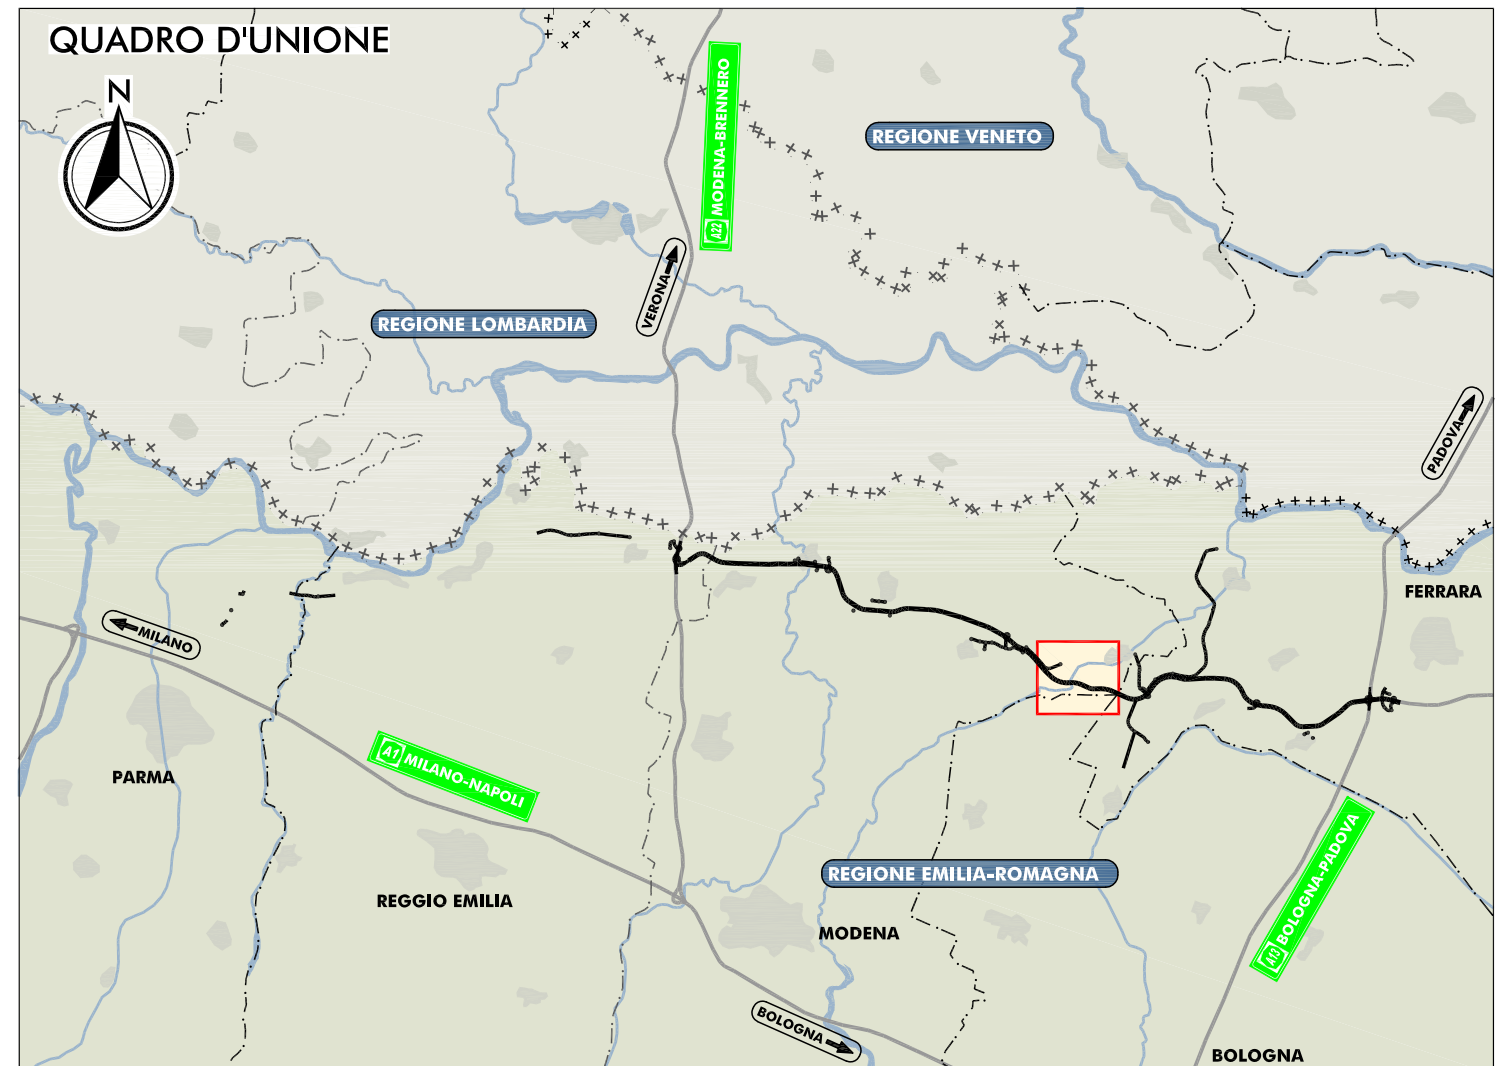 QUADRO D'UNIONE
N
A22 MODENA-BRENNERO
REGIONE VENETO
VERONA
REGIONE LOMBARDIA
PADOVA
FERRARA
MILANO
PARMA
A1 MILANO-NAPOLI
REGGIO EMILIA
REGIONE EMILIA-ROMAGNA
MODENA
A13 BOLOGNA-PADOVA
BOLOGNA
BOLOGNA